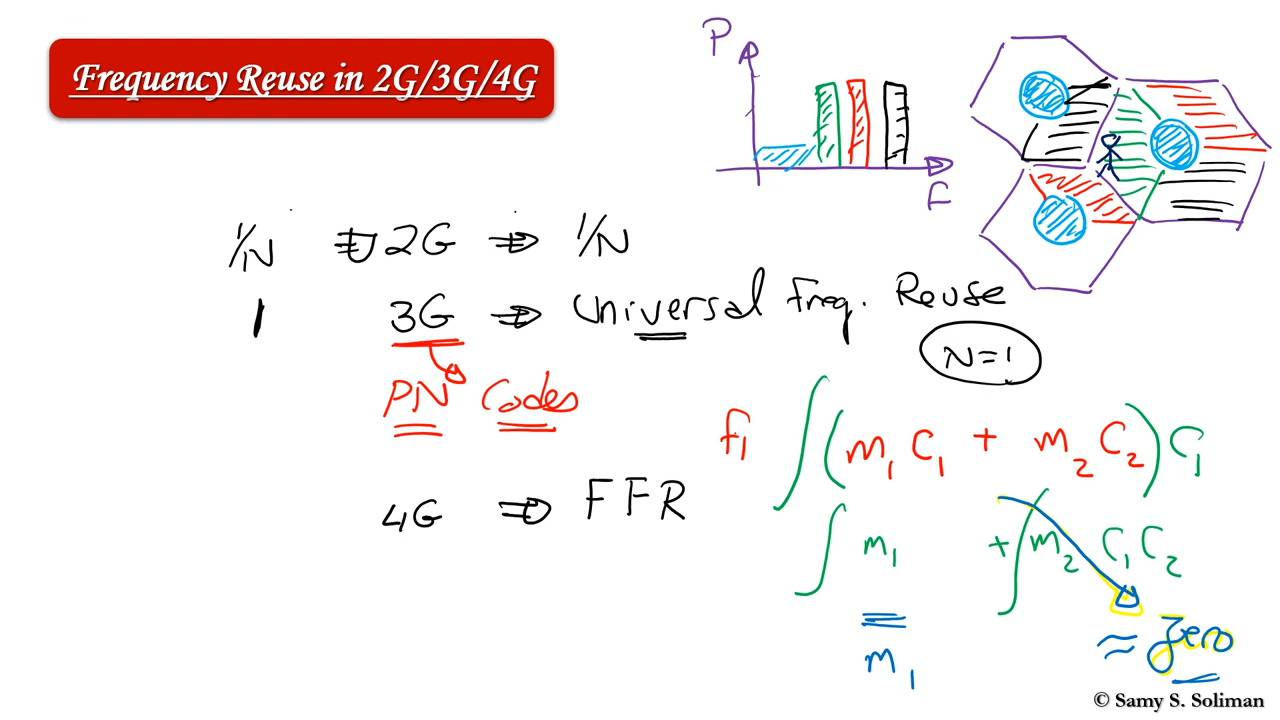 Frequency Reuse in 2G/3G/4G
P
F
1/N 2G ⇒ 1/N
1 3G ⇒ Universal Freq. Reuse
N=1
PN Codes
f₁ ∫(m₁ C₁ + m₂ C₂) C₁
4G ⇒ FFR
∫ m₁ + ∫ m₂ C₁ C₂
≈ zero
m₁
© Samy S. Soliman